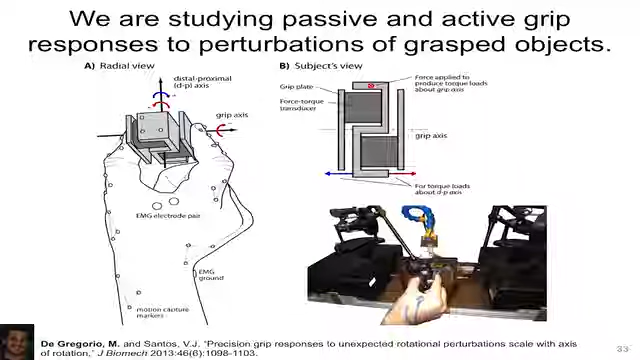 We are studying passive and active grip
responses to perturbations of grasped objects.
A) Radial view
distal-proximal
(d-p) axis
grip axis
EMG electrode pair
EMG
ground
motion capture
markers
B) Subject's view
Grip plate
Force-torque
transducer
Force applied to
produce torque loads
about grip axis
grip axis
For torque loads
about d-p axis
De Gregorio, M. and Santos, V.J. "Precision grip responses to unexpected rotational perturbations scale with axis
of rotation,' J Biomech 2013:46(6):1098-1103.
33